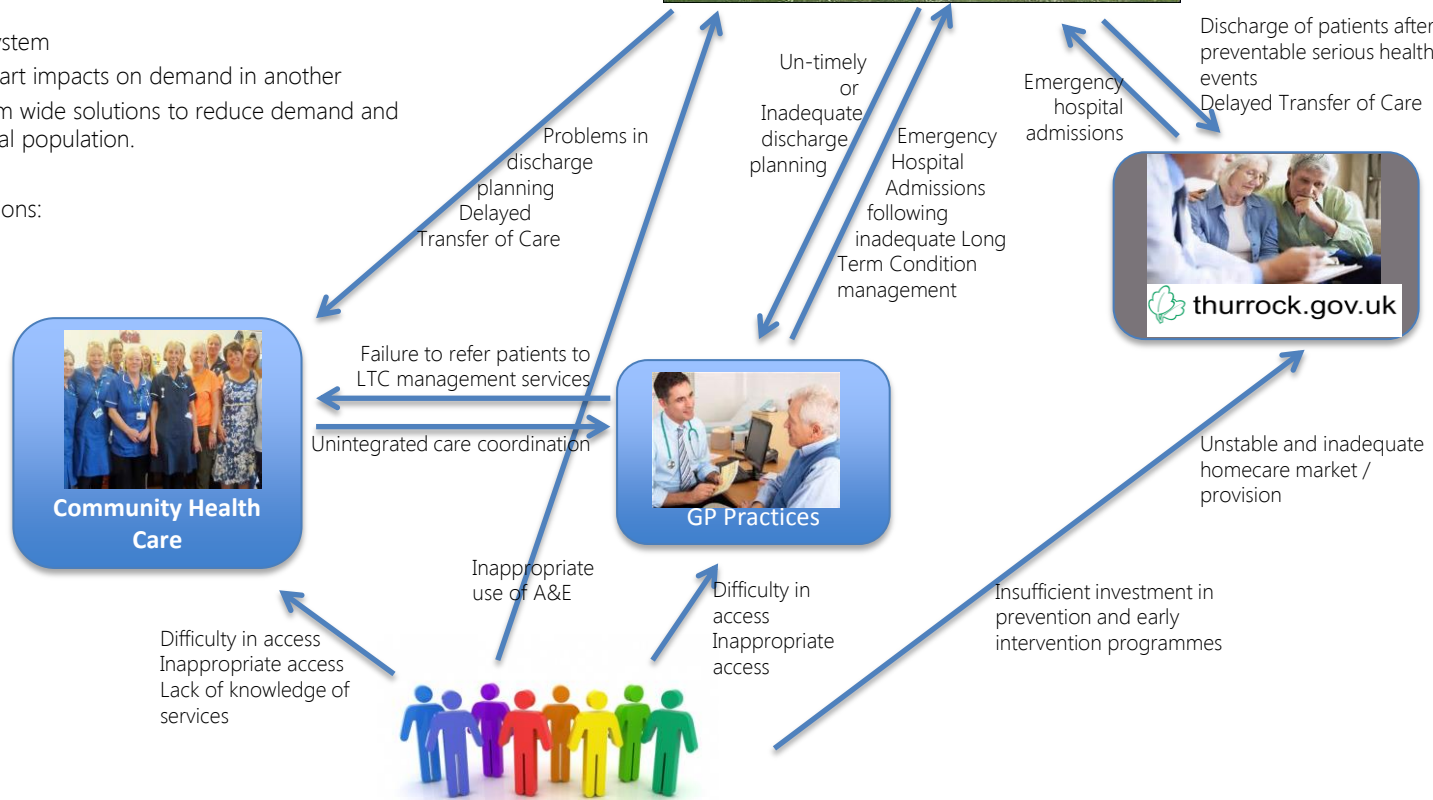 ystem
art impacts on demand in another
m wide solutions to reduce demand and
al population.
ons:
Problems in
discharge
planning
Delayed
Transfer of Care
Un-timely
or
Inadequate
discharge
planning
Emergency
Hospital
Admissions
following
inadequate Long
Term Condition
management
Emergency
hospital
admissions
Discharge of patients after
preventable serious health
events
Delayed Transfer of Care
thurrock.gov.uk
Failure to refer patients to
LTC management services
Unintegrated care coordination
Community Health
Care
GP Practices
Unstable and inadequate
homecare market /
provision
Inappropriate
use of A&E
Difficulty in
access
Inappropriate
access
Insufficient investment in
prevention and early
intervention programmes
Difficulty in access
Inappropriate access
Lack of knowledge of
services